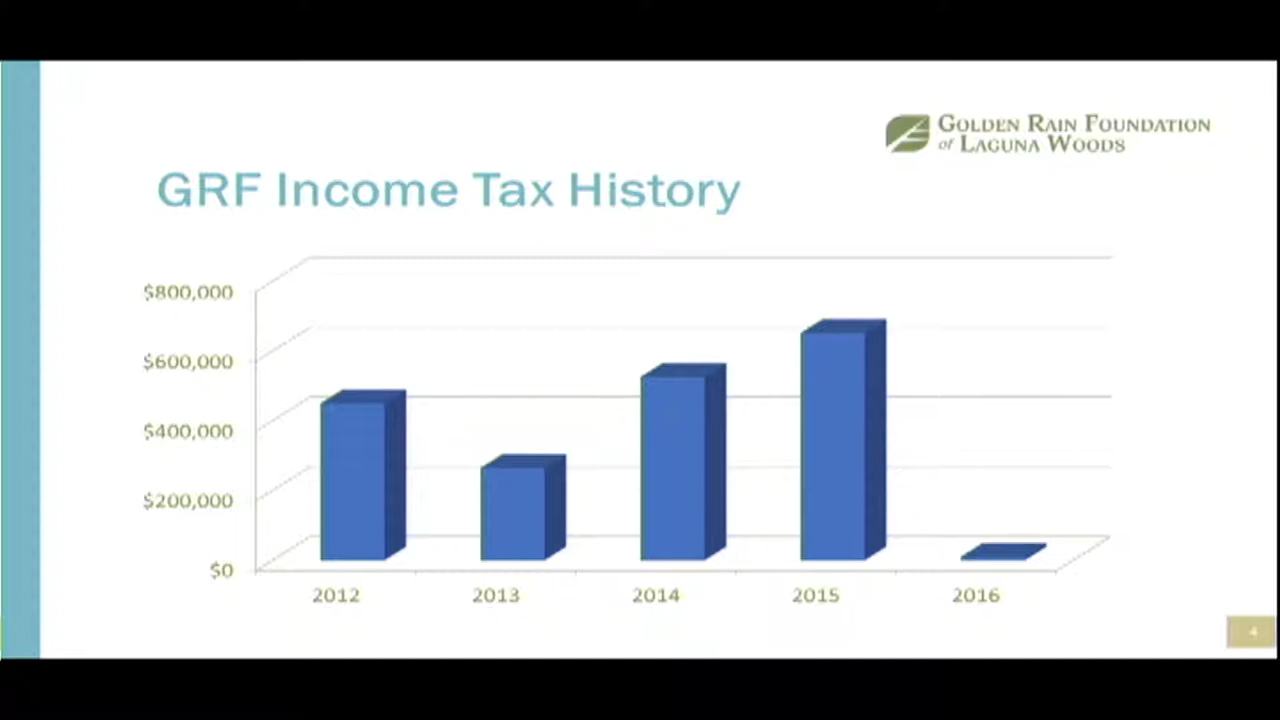 GOLDEN RAIN FOUNDATION
of LAGUNA WOODS
GRF Income Tax History
$800,000
$600,000
$400,000
$200,000
$0
2012 2013 2014 2015 2016
4